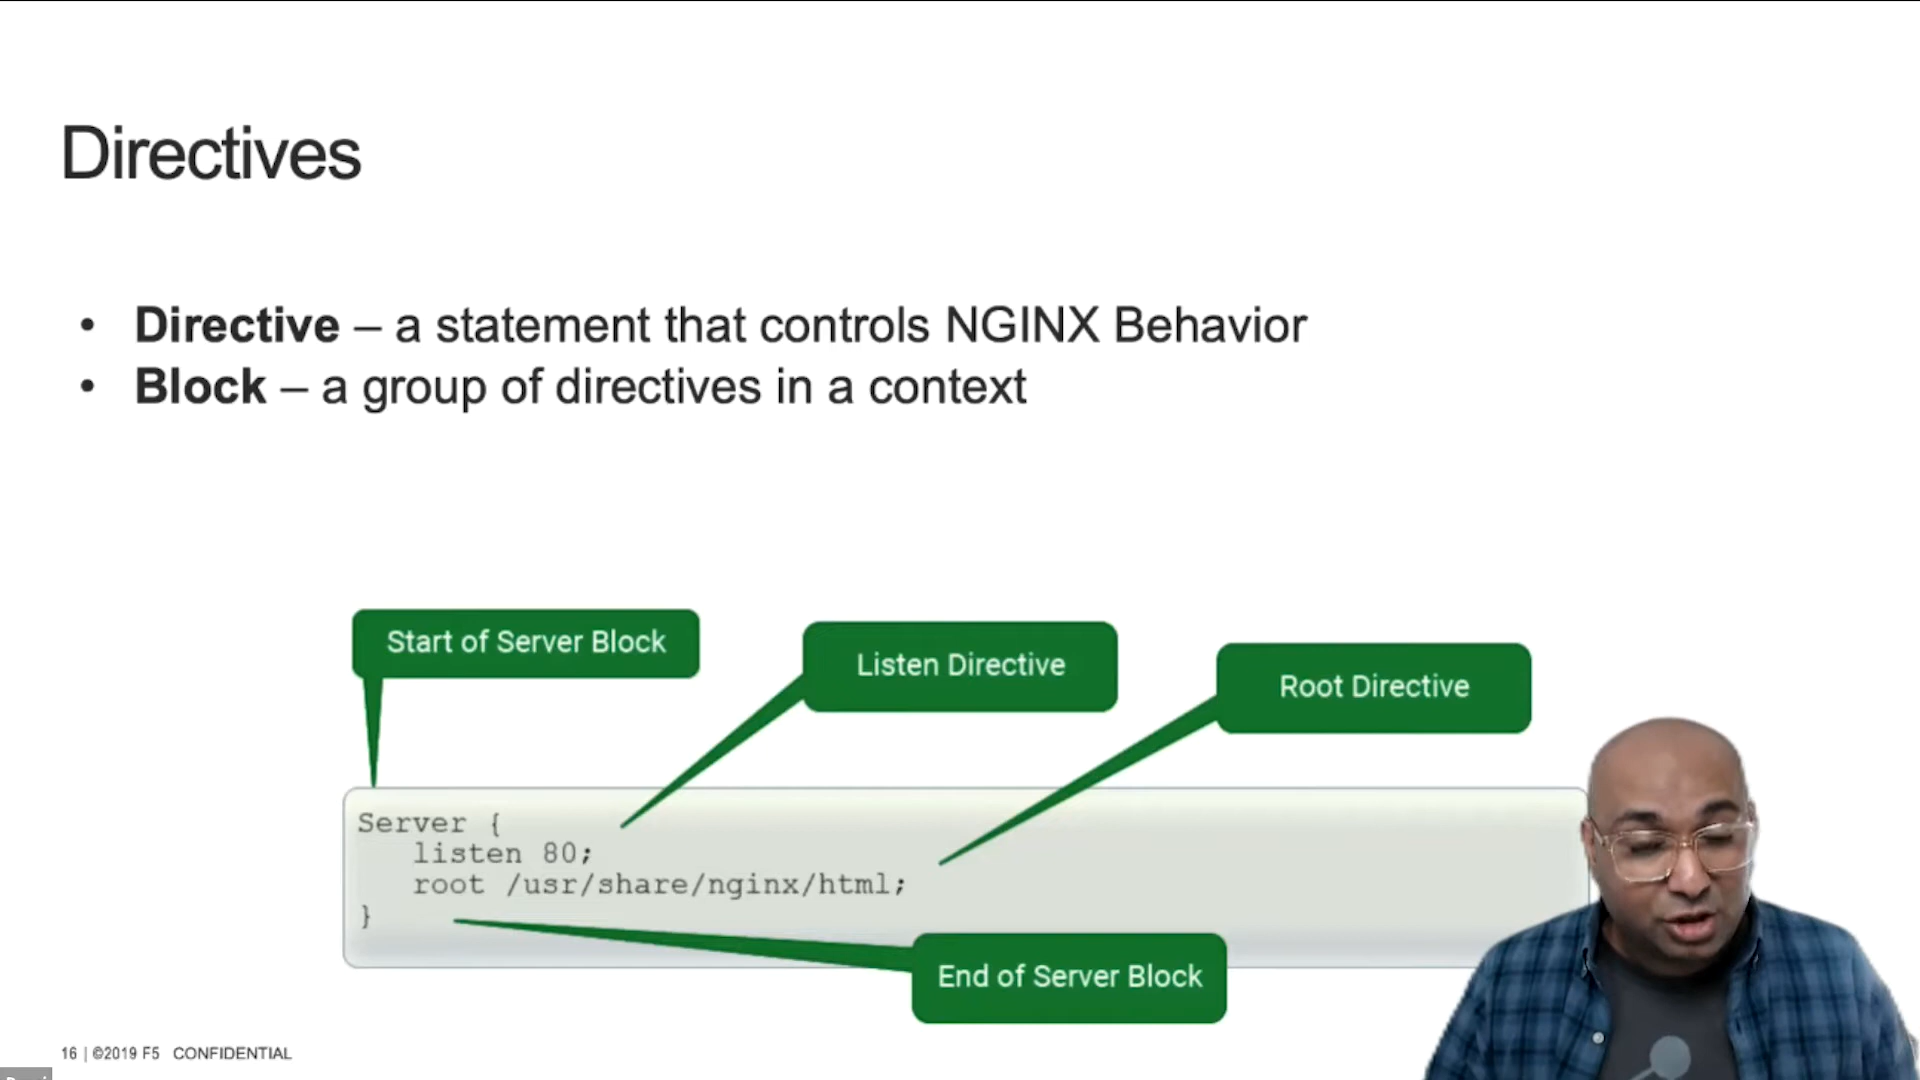 Directives
• Directive – a statement that controls NGINX Behavior
• Block – a group of directives in a context
Start of Server Block
Listen Directive
Root Directive
Server {
listen 80;
root /usr/share/nginx/html;
}
End of Server Block
16 | ©2019 F5 CONFIDENTIAL